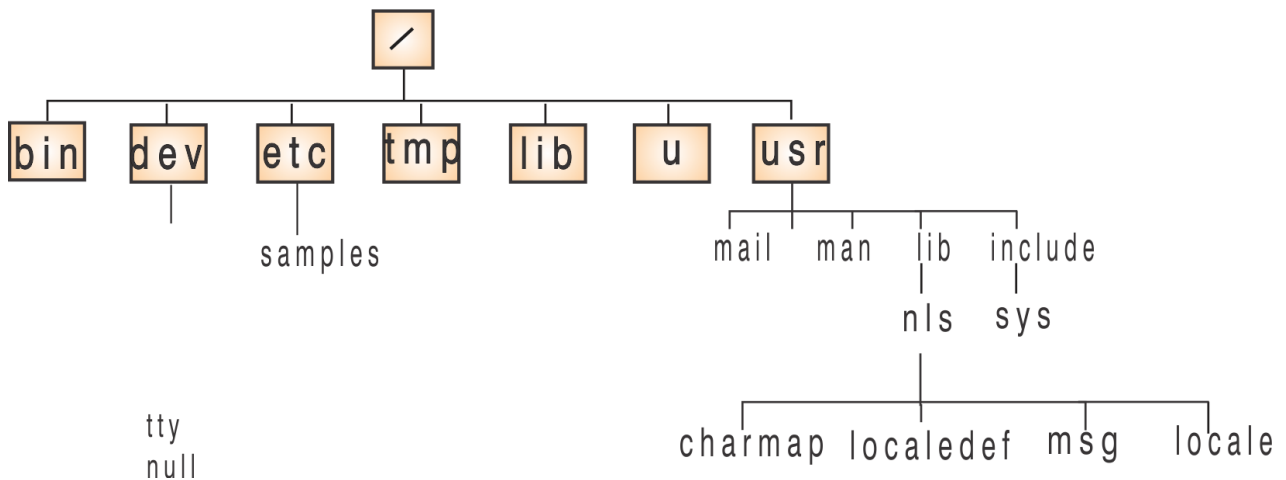 /
bin dev etc tmp lib u usr
samples
mail man lib include
nls sys
charmap localedef msg locale
tty
null